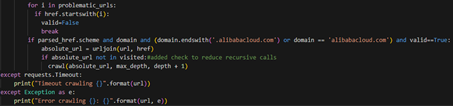 for i in problematic_urls:
if href.startswith(i):
valid=False
break
if parsed_href.scheme and domain and (domain.endswith('.alibabacloud.com') or domain == 'alibabacloud.com') and valid==True:
absolute_url = urljoin(url, href)
if absolute_url not in visited:#added check to reduce recursive calls
crawl(absolute_url, max_depth, depth + 1)
except requests.Timeout:
print("Timeout crawling {}".format(url))
except Exception as e:
print("Error crawling {}: {}".format(url, e))